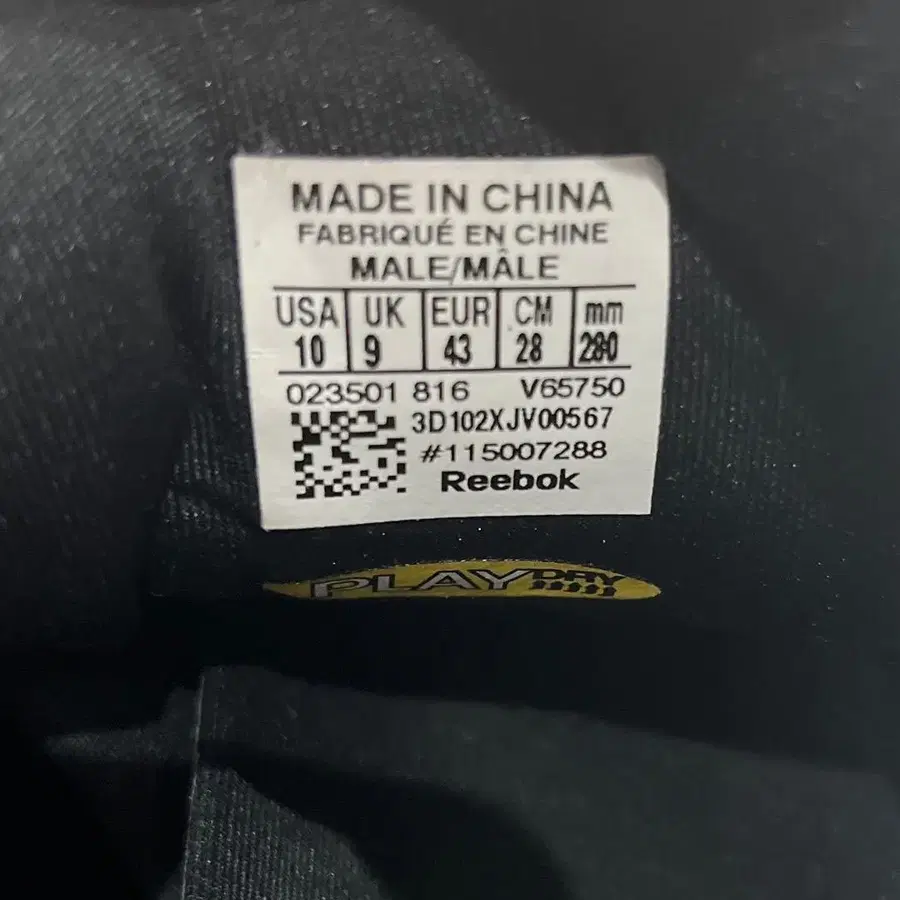 MADE IN CHINA
FABRIQUÉ EN CHINE
MALE/MÂLE
USA UK EUR CM mm
10 9 43 28 280
023501 816 V65750
3D102XJV00567
#115007288
Reebok
PLAYDRY